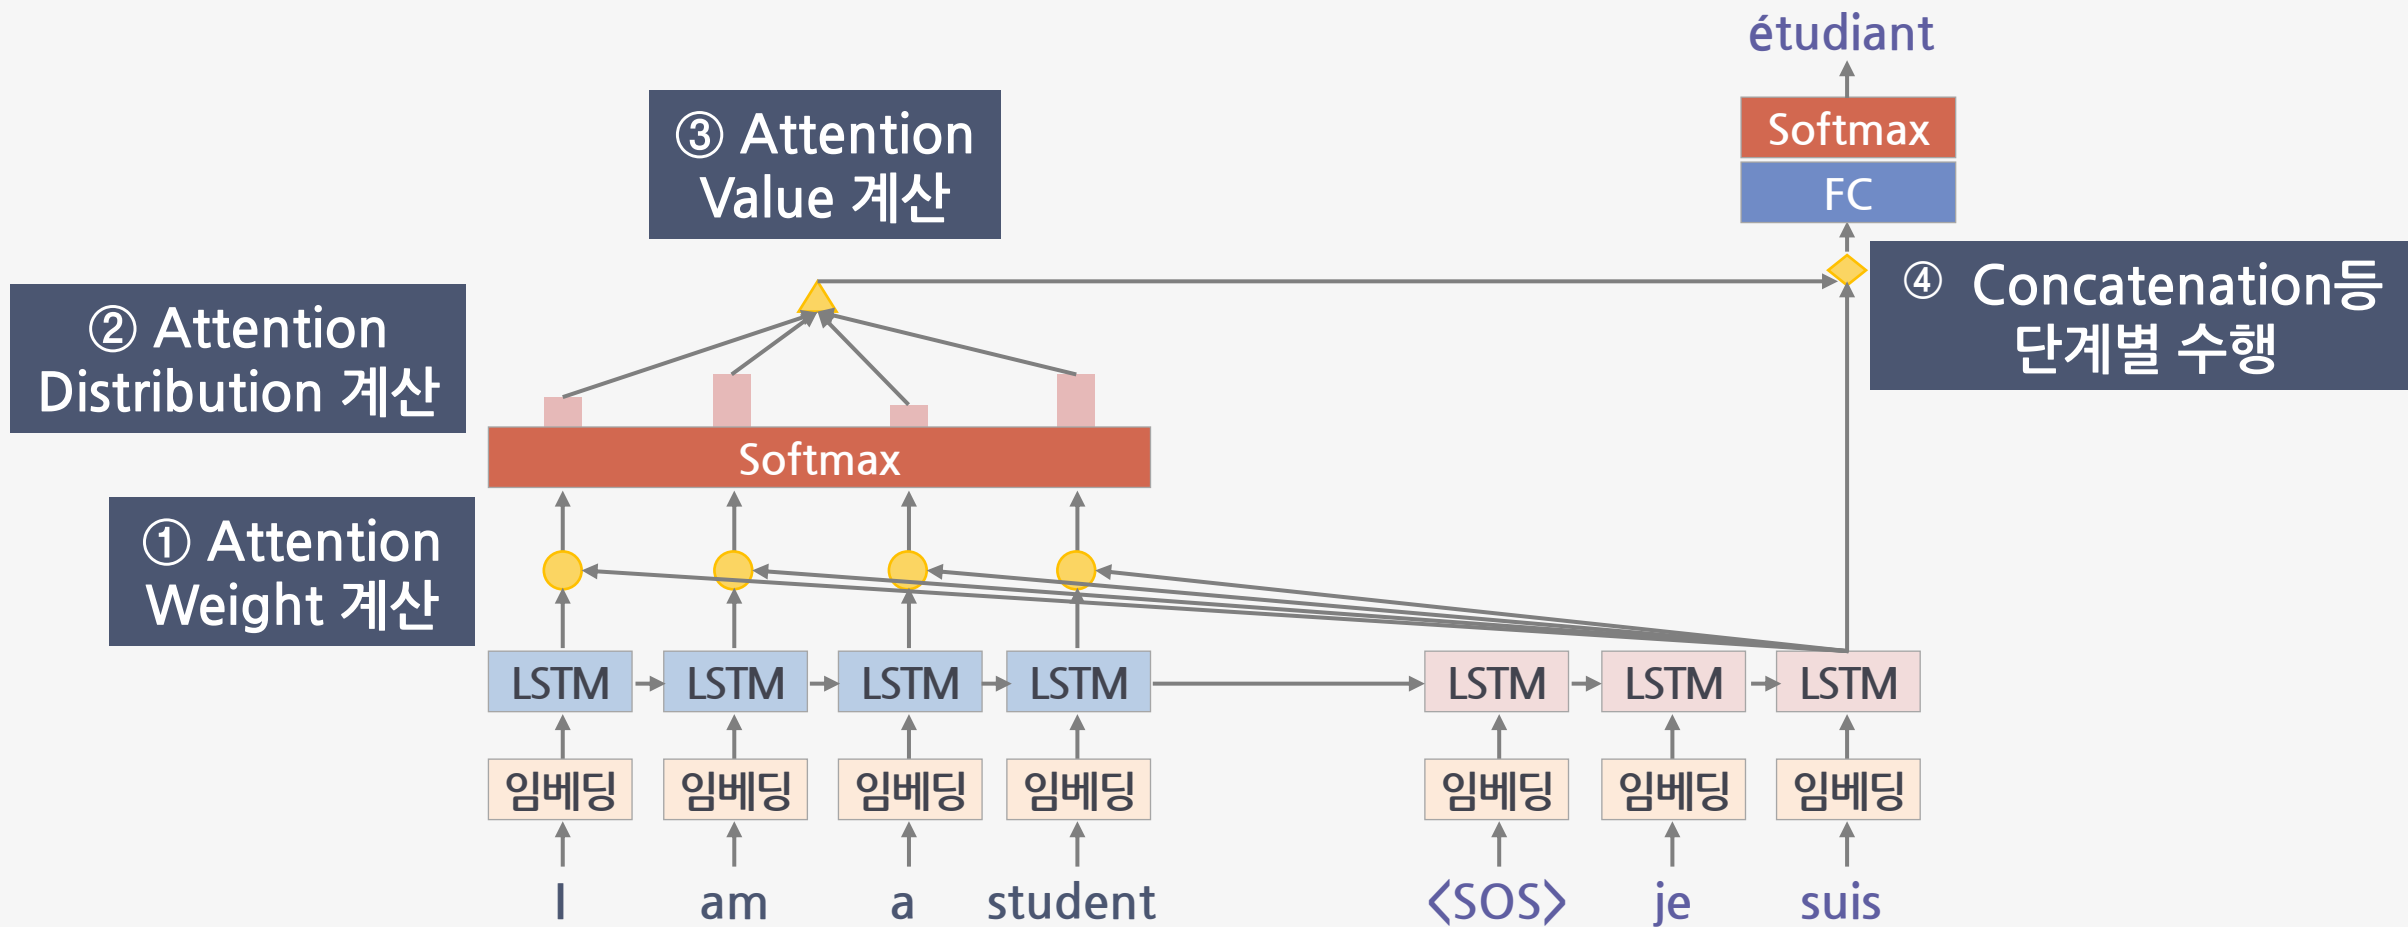 étudiant
Softmax
FC
③ Attention
Value 계산
④ Concatenation등
단계별 수행
② Attention
Distribution 계산
Softmax
① Attention
Weight 계산
LSTM LSTM LSTM LSTM LSTM LSTM LSTM
임베딩 임베딩 임베딩 임베딩 임베딩 임베딩 임베딩
I am a student <SOS> je suis